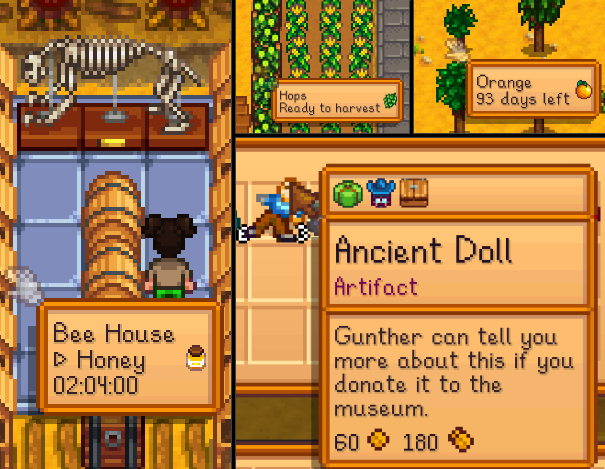 Hops
Ready to harvest
Orange
93 days left
Bee House
▷ Honey
02:04:00
Ancient Doll
Artifact
Gunther can tell you
more about this if you
donate it to the
museum.
60 180